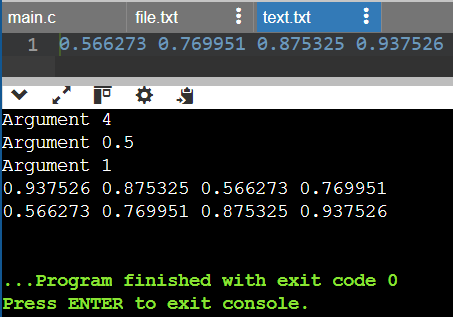 main.c file.txt text.txt
1 0.566273 0.769951 0.875325 0.937526
Argument 4
Argument 0.5
Argument 1
0.937526 0.875325 0.566273 0.769951
0.566273 0.769951 0.875325 0.937526
...Program finished with exit code 0
Press ENTER to exit console.